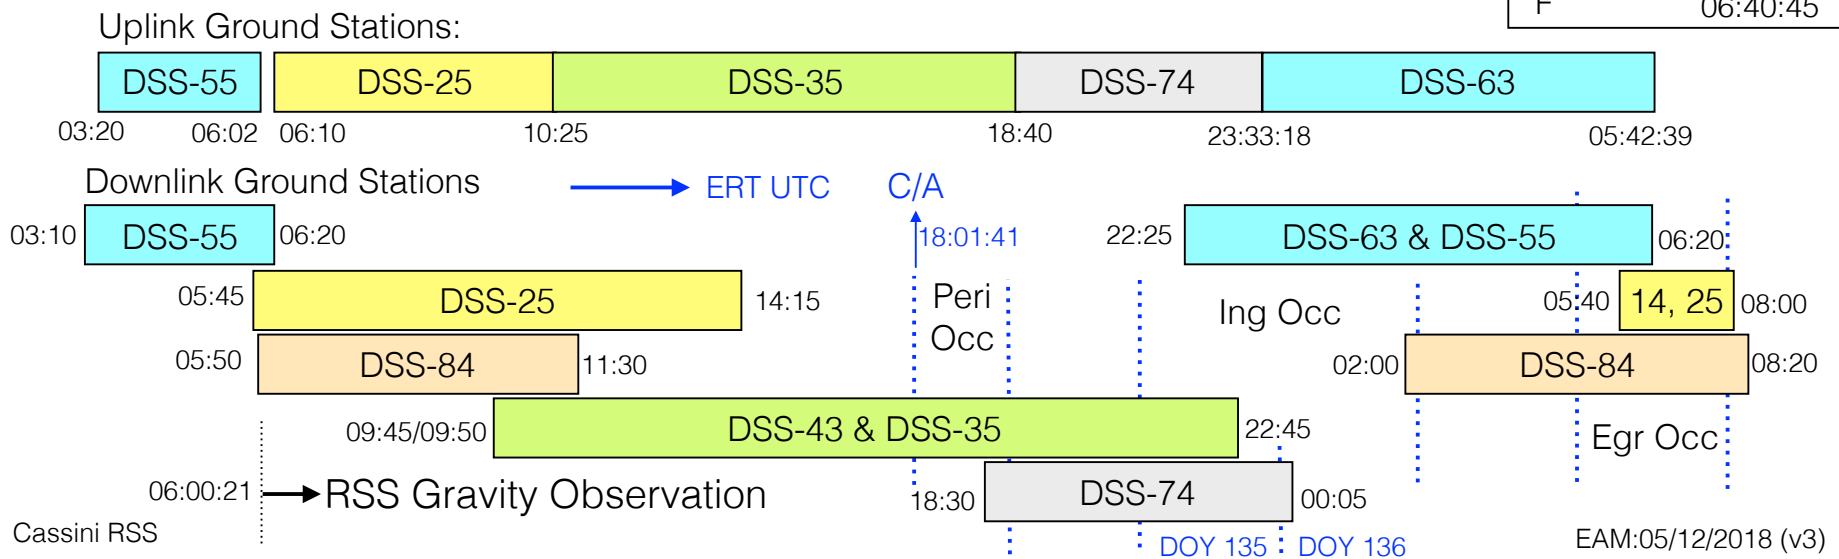 F 06:40:45
Uplink Ground Stations:
DSS-55 DSS-25 DSS-35 DSS-74 DSS-63
03:20 06:02 06:10 10:25 18:40 23:33:18 05:42:39
Downlink Ground Stations ERT UTC C/A
03:10 DSS-55 06:20 18:01:41 22:25 DSS-63 & DSS-55 06:20
05:45 DSS-25 14:15 Peri Occ Ing Occ 05:40 14, 25 08:00
05:50 DSS-84 11:30 02:00 DSS-84 08:20
09:45/09:50 DSS-43 & DSS-35 22:45 Egr Occ
06:00:21 RSS Gravity Observation 18:30 DSS-74 00:05
Cassini RSS DOY 135 DOY 136 EAM:05/12/2018 (v3)